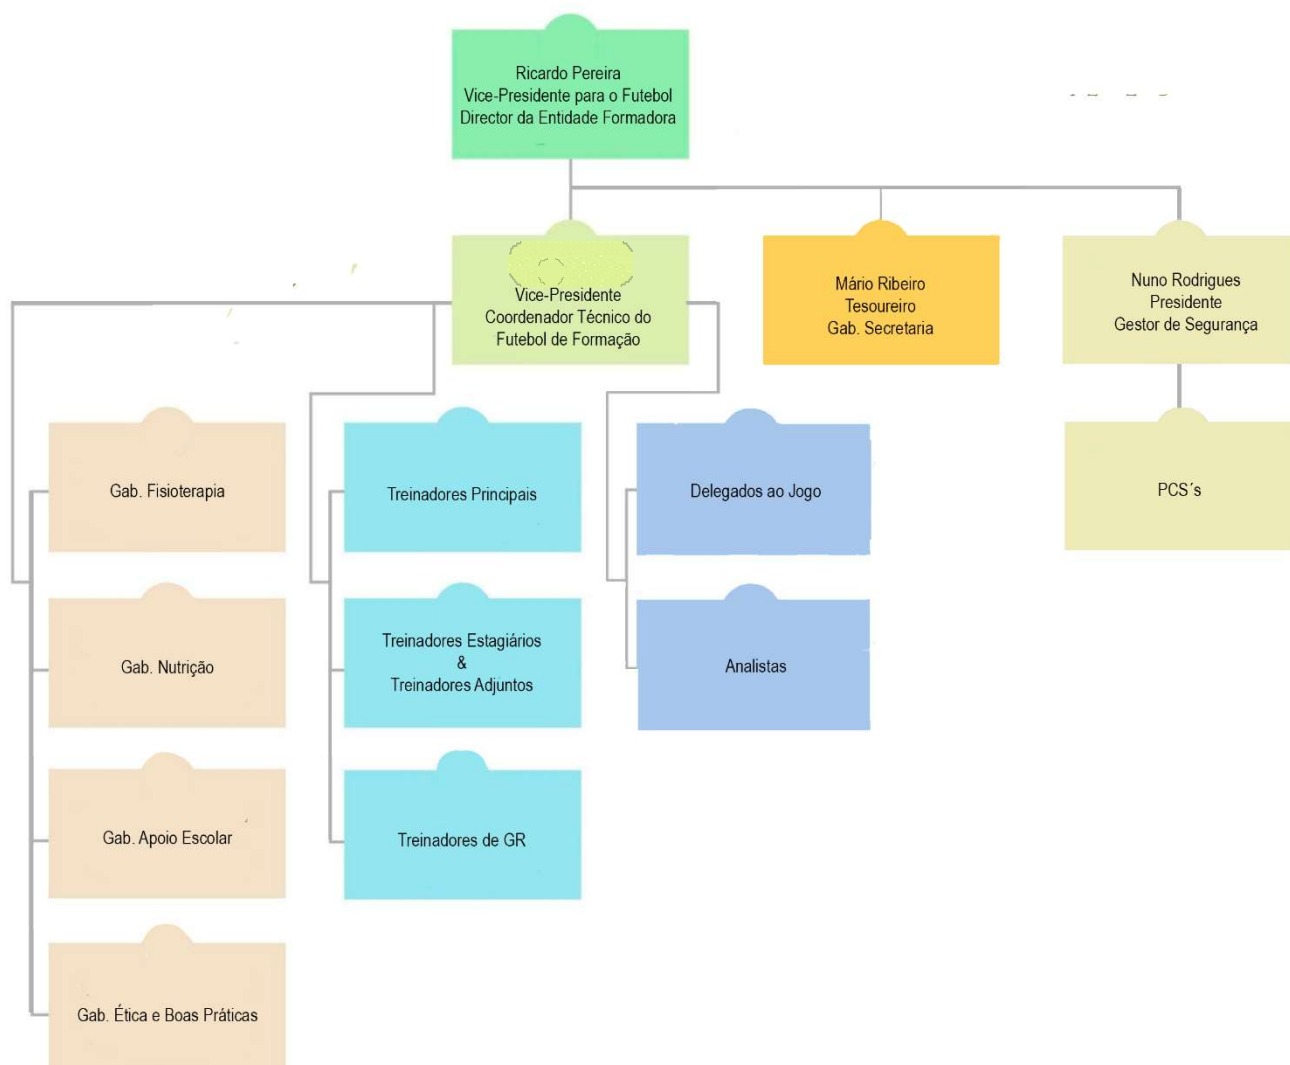 Ricardo Pereira
Vice-Presidente para o Futebol
Director da Entidade Formadora
Vice-Presidente
Coordenador Técnico do
Futebol de Formação
Mário Ribeiro
Tesoureiro
Gab. Secretaria
Nuno Rodrigues
Presidente
Gestor de Segurança
Gab. Fisioterapia
Treinadores Principais
Delegados ao Jogo
PCS´s
Gab. Nutrição
Treinadores Estagiários
&
Treinadores Adjuntos
Analistas
Gab. Apoio Escolar
Treinadores de GR
Gab. Ética e Boas Práticas